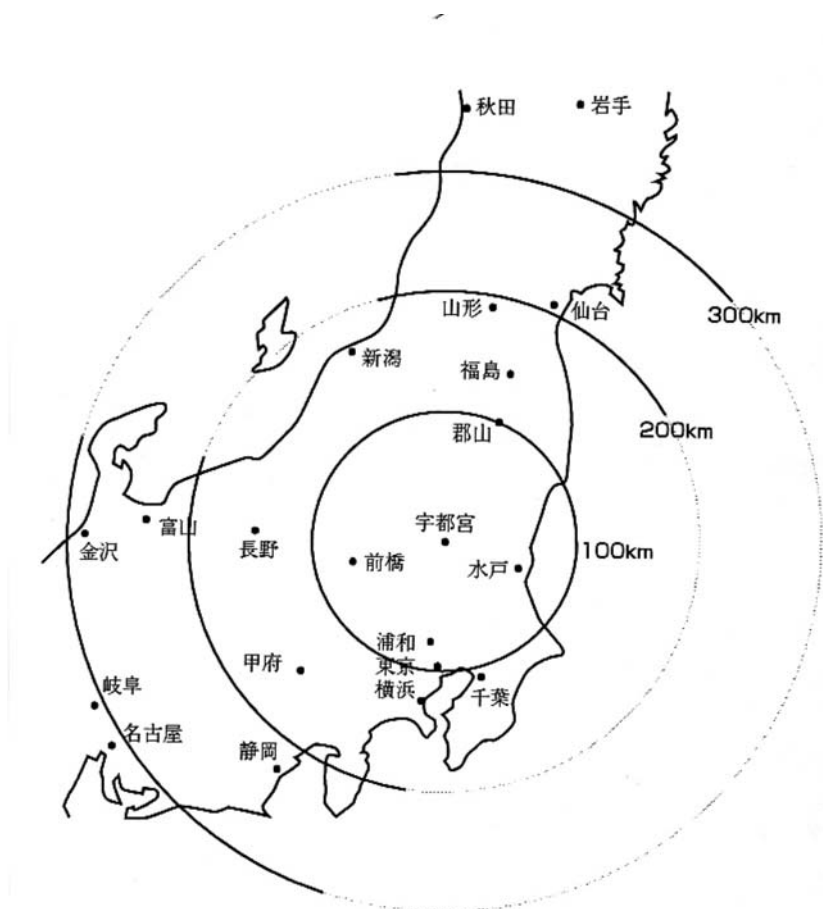 秋田
岩手
300km
山形
仙台
新潟
福島
200km
郡山
富山
金沢
長野
宇都宮
100km
前橋
水戸
浦和
東京
横浜
千葉
甲府
岐阜
名古屋
静岡